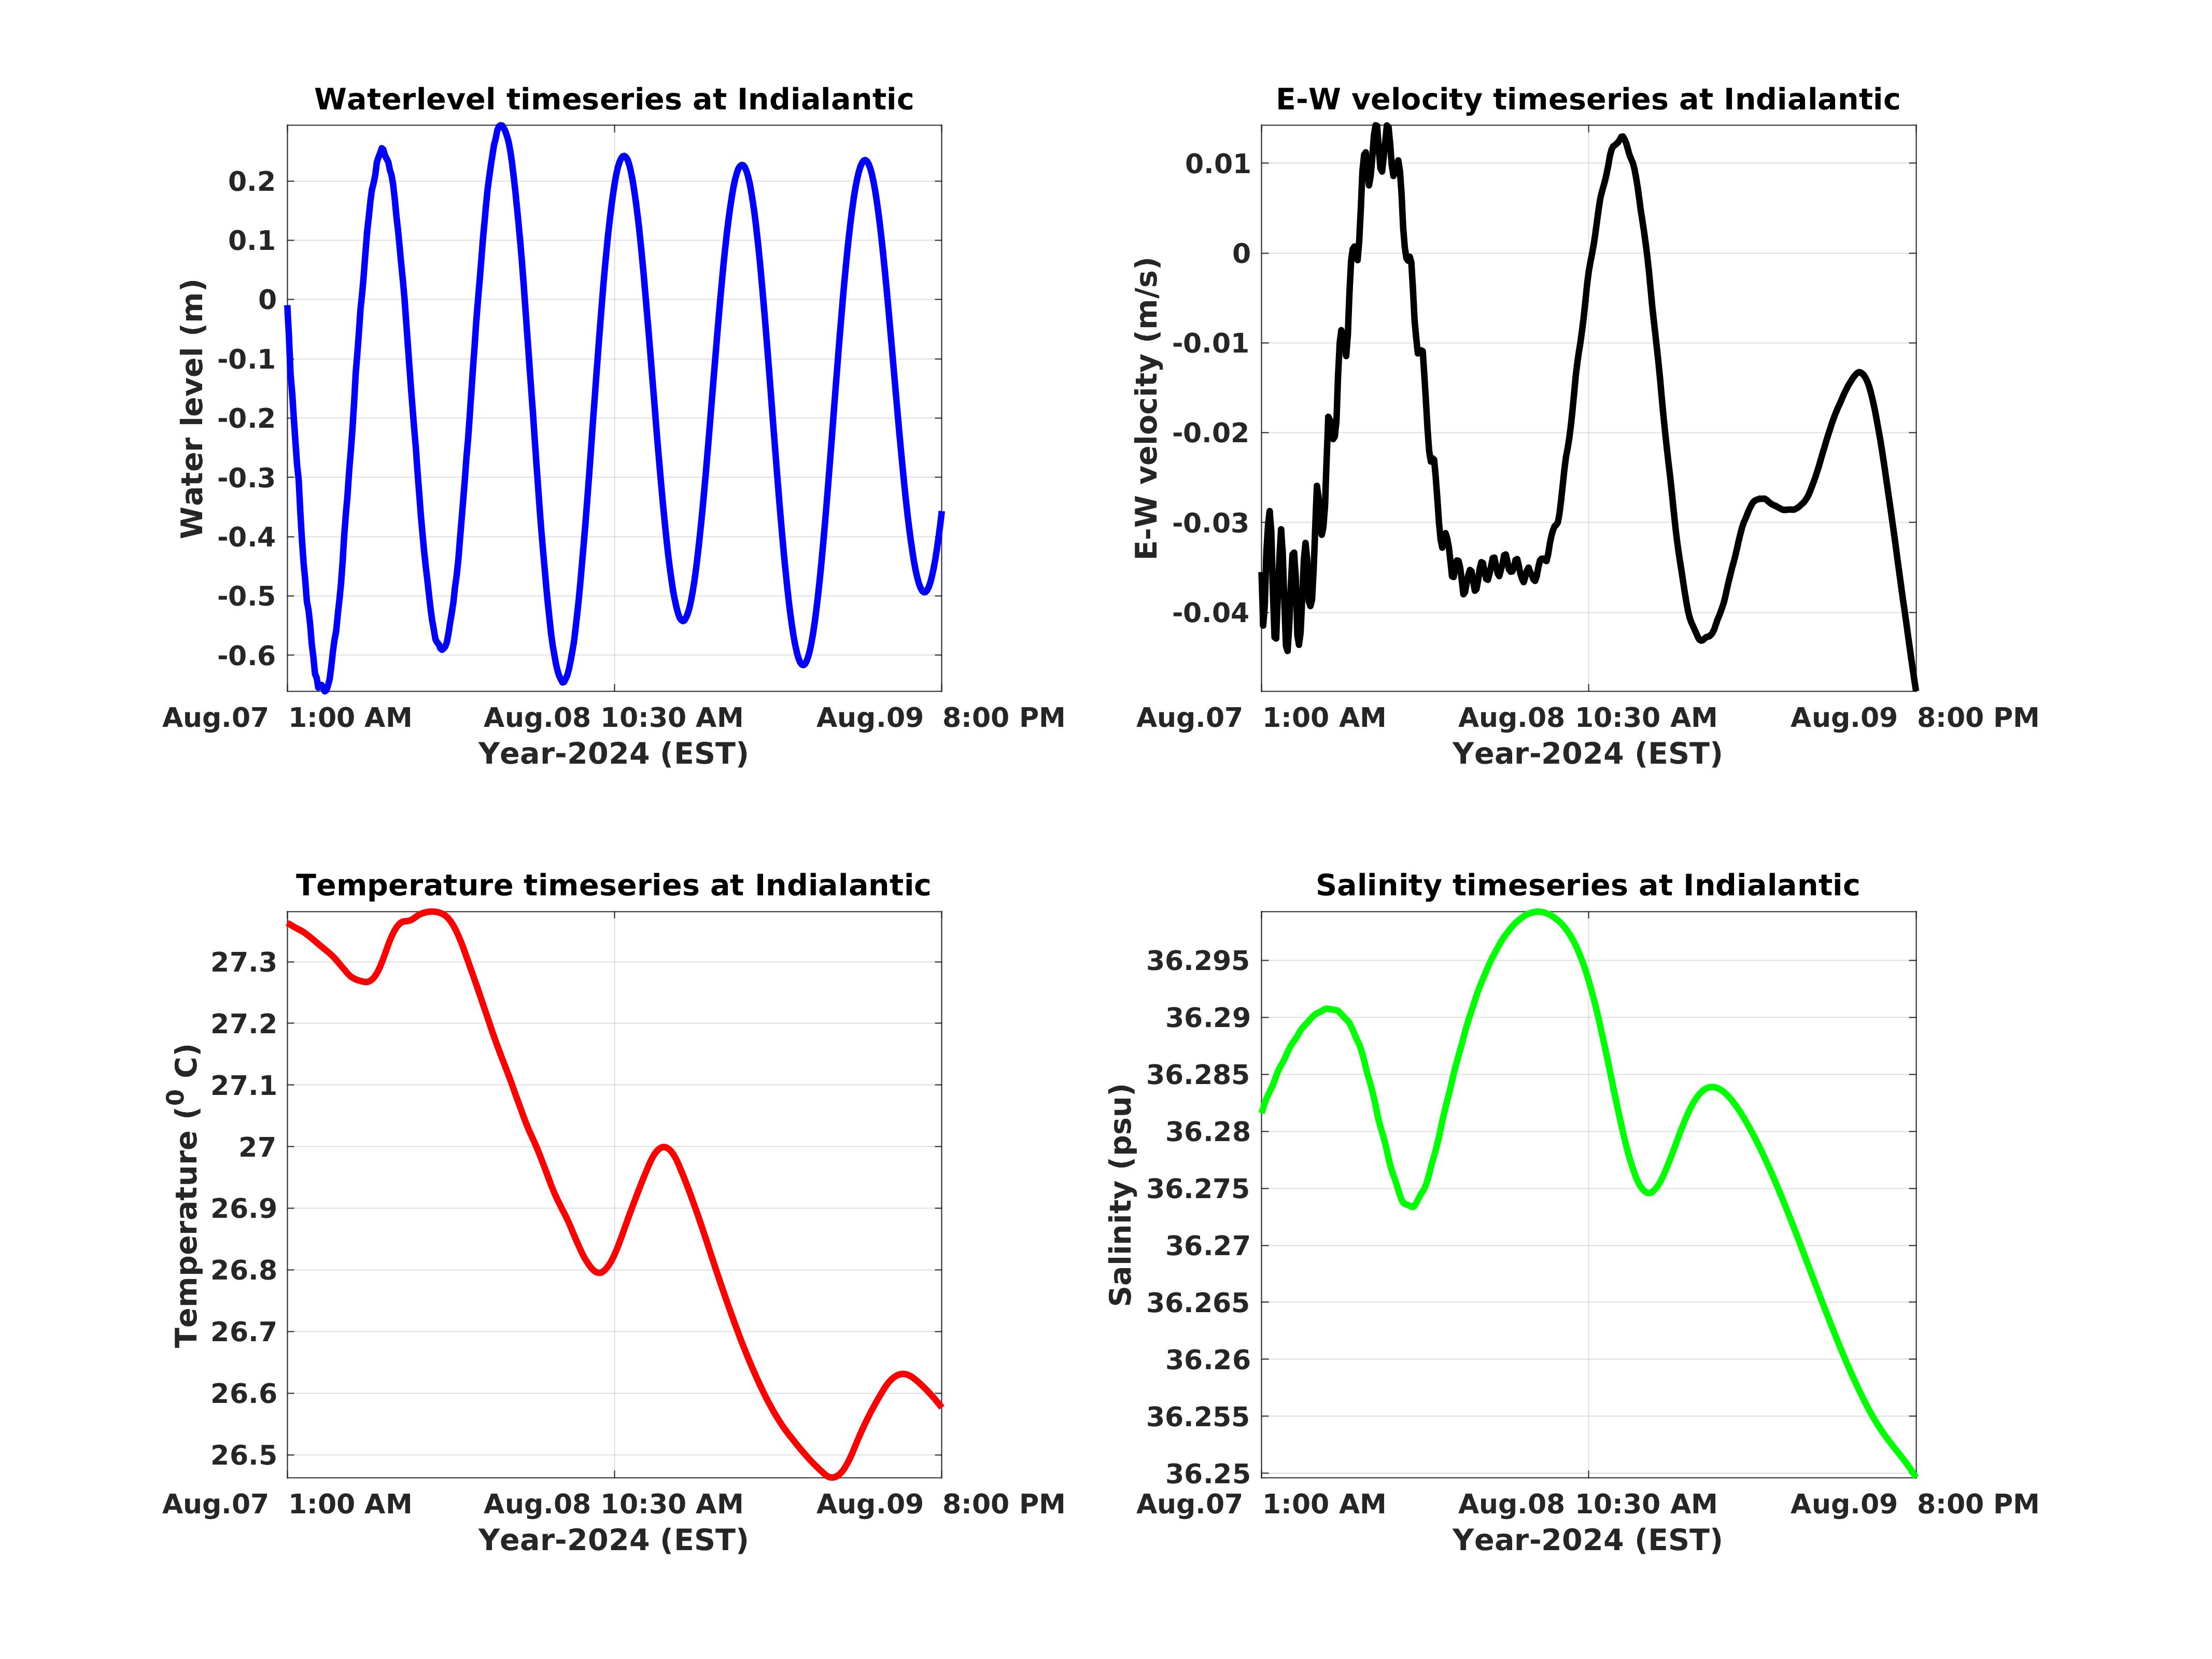 Waterlevel timeseries at Indialantic
Water level (m)
0.2
0.1
0
-0.1
-0.2
-0.3
-0.4
-0.5
-0.6
Aug.07 1:00 AM Aug.08 10:30 AM Aug.09 8:00 PM
Year-2024 (EST)
E-W velocity timeseries at Indialantic
E-W velocity (m/s)
0.01
0
-0.01
-0.02
-0.03
-0.04
Aug.07 1:00 AM Aug.08 10:30 AM Aug.09 8:00 PM
Year-2024 (EST)
Temperature timeseries at Indialantic
Temperature (⁰ C)
27.3
27.2
27.1
27
26.9
26.8
26.7
26.6
26.5
Aug.07 1:00 AM Aug.08 10:30 AM Aug.09 8:00 PM
Year-2024 (EST)
Salinity timeseries at Indialantic
Salinity (psu)
36.295
36.29
36.285
36.28
36.275
36.27
36.265
36.26
36.255
36.25
Aug.07 1:00 AM Aug.08 10:30 AM Aug.09 8:00 PM
Year-2024 (EST)